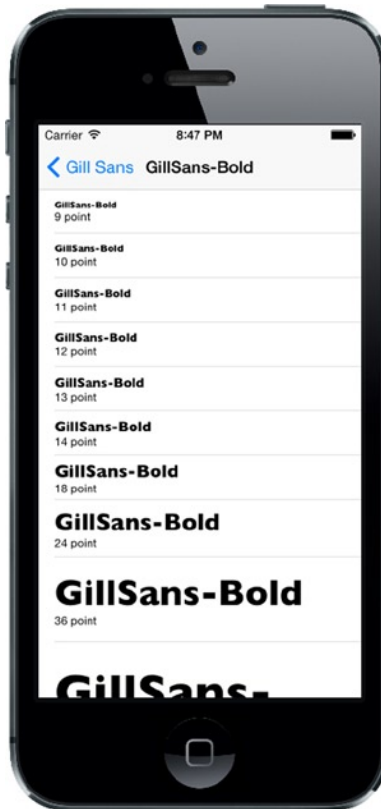 Carrier 8:47 PM
Gill Sans GillSans-Bold
GillSans-Bold
9 point
GillSans-Bold
10 point
GillSans-Bold
11 point
GillSans-Bold
12 point
GillSans-Bold
13 point
GillSans-Bold
14 point
GillSans-Bold
18 point
GillSans-Bold
24 point
GillSans-Bold
36 point
GillSans-